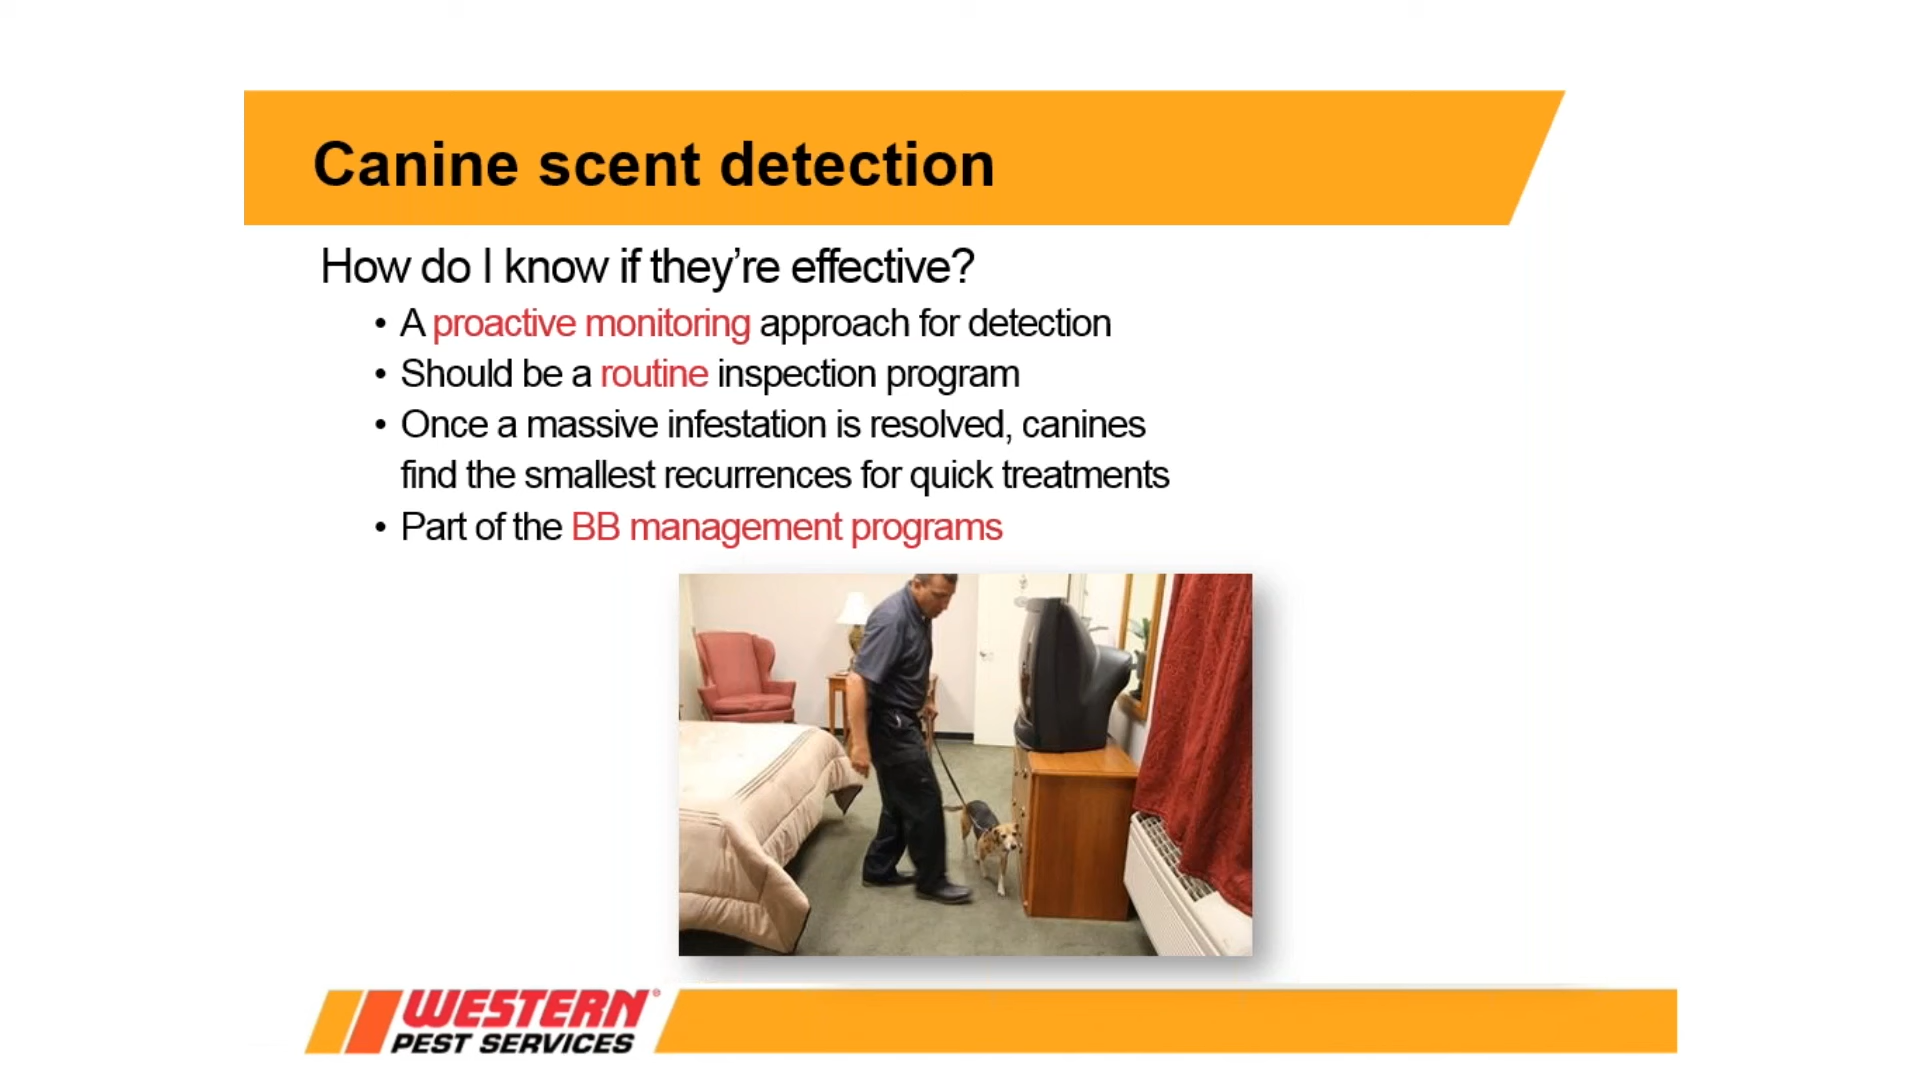 Canine scent detection
How do I know if they’re effective?
• A proactive monitoring approach for detection
• Should be a routine inspection program
• Once a massive infestation is resolved, canines
find the smallest recurrences for quick treatments
• Part of the BB management programs
WESTERN®
PEST SERVICES